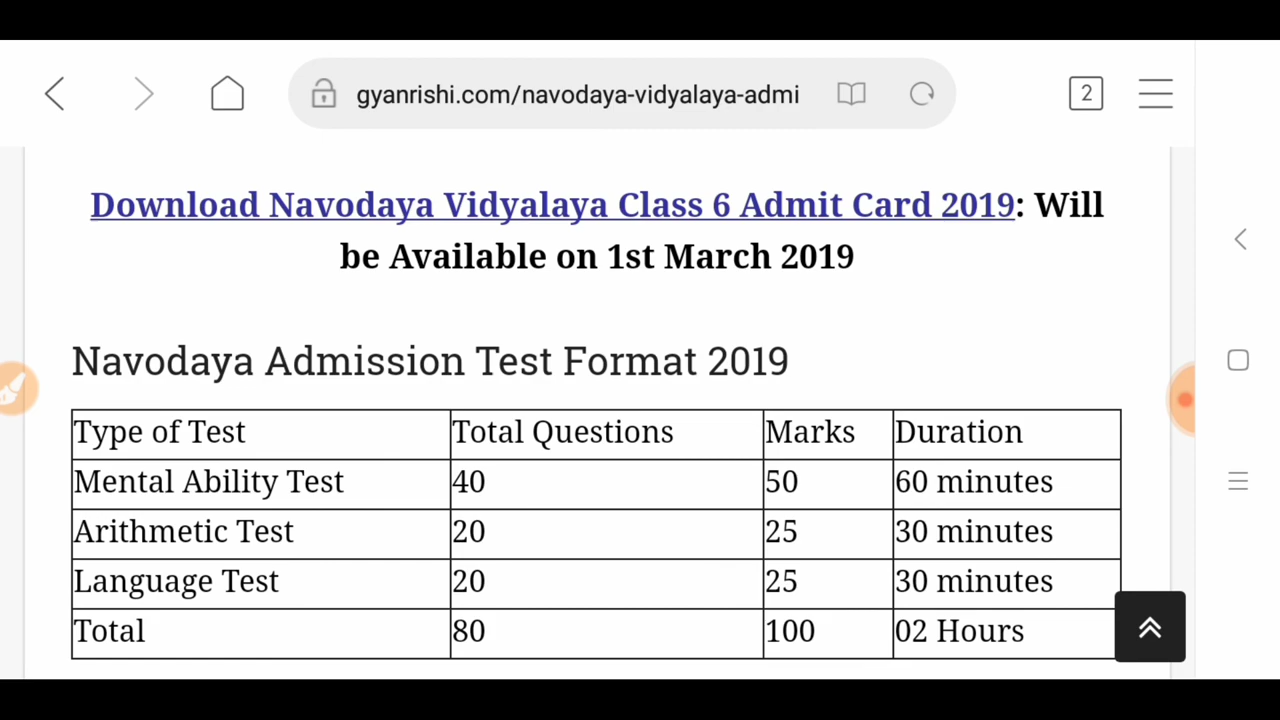 gyanrishi.com/navodaya-vidyalaya-admi
2
Download Navodaya Vidyalaya Class 6 Admit Card 2019: Will
be Available on 1st March 2019
Navodaya Admission Test Format 2019
Type of Test Total Questions Marks Duration
Mental Ability Test 40 50 60 minutes
Arithmetic Test 20 25 30 minutes
Language Test 20 25 30 minutes
Total 80 100 02 Hours